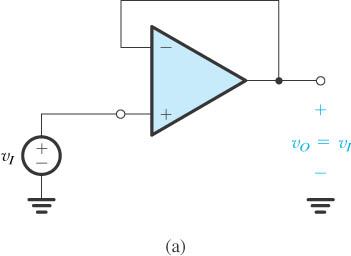 −
+
+
v_I
+
−
v_O = v_I
−
(a)